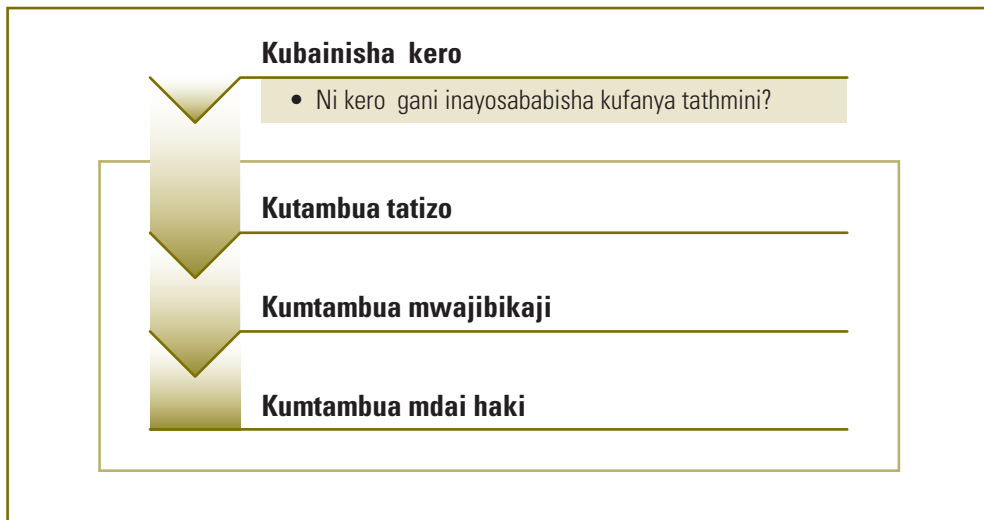 Kubainisha kero
• Ni kero gani inayosababisha kufanya tathmini?
Kutambua tatizo
Kumtambua mwajibikaji
Kumtambua mdai haki